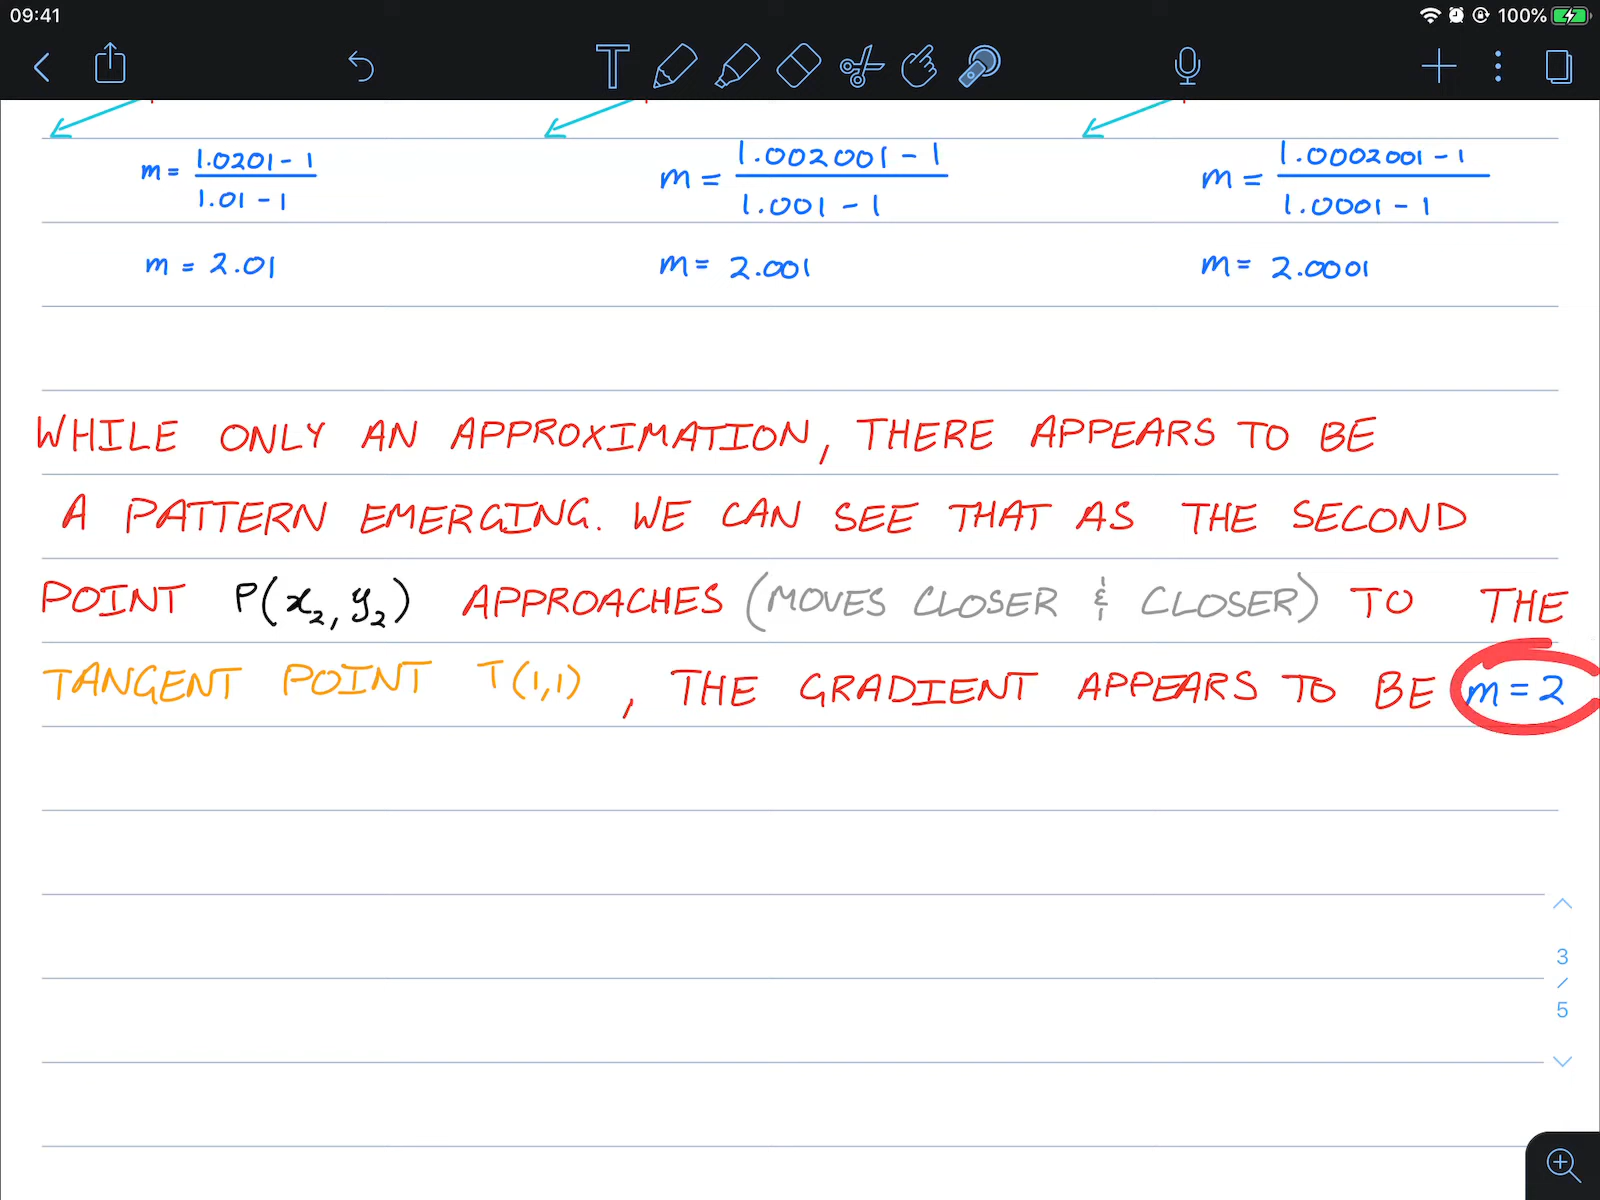 09:41 100%
m = 1.0201 - 1 / 1.01 - 1
m = 1.002001 - 1 / 1.001 - 1
m = 1.0002001 - 1 / 1.0001 - 1
m = 2.01
m = 2.001
m = 2.0001
WHILE ONLY AN APPROXIMATION, THERE APPEARS TO BE
A PATTERN EMERGING. WE CAN SEE THAT AS THE SECOND
POINT P(x₂, y₂) APPROACHES (MOVES CLOSER & CLOSER) TO THE
TANGENT POINT T(1,1), THE GRADIENT APPEARS TO BE m = 2
3
/
5